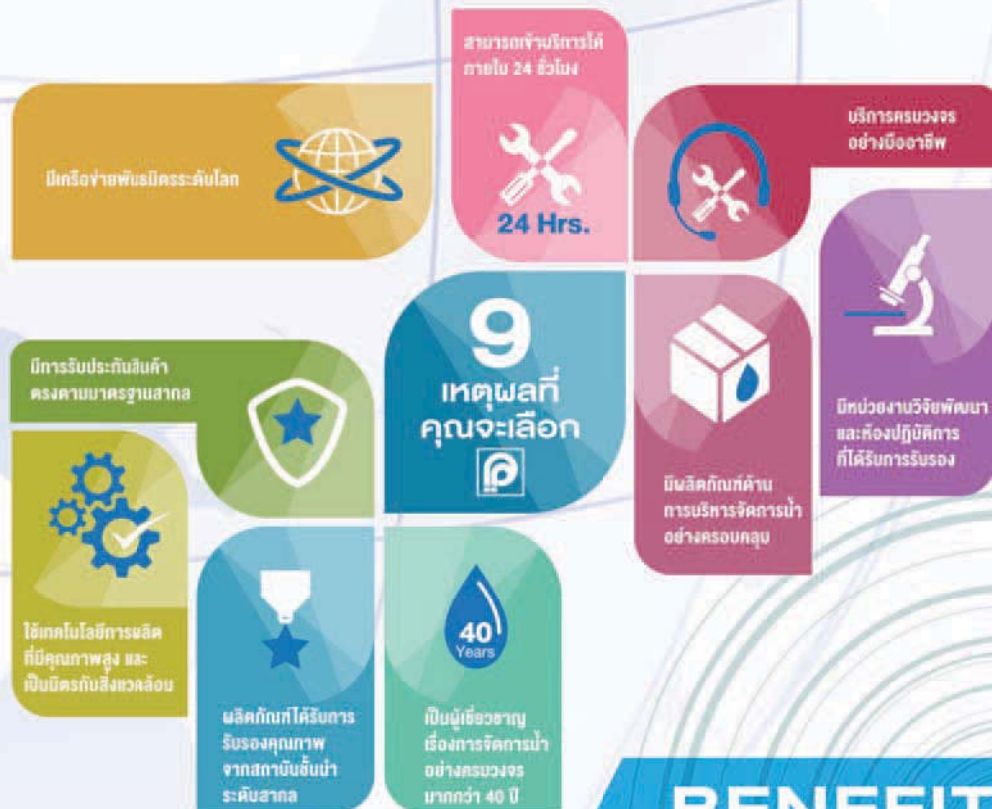 สามารถเข้าบริการได้
ภายใน 24 ชั่วโมง
24 Hrs.
มีเครือข่ายพันธมิตรระดับโลก
บริการครบวงจร
อย่างมืออาชีพ
9
เหตุผลที่
คุณจะเลือก
มีการรับประกันสินค้า
ตรงตามมาตรฐานสากล
มีหน่วยงานวิจัยพัฒนา
และห้องปฏิบัติการ
ที่ได้รับการรับรอง
มีผลิตภัณฑ์ด้าน
การบริหารจัดการน้ำ
อย่างครอบคลุม
ใช้เทคโนโลยีการผลิต
ที่มีคุณภาพสูง และ
เป็นมิตรกับสิ่งแวดล้อม
ผลิตภัณฑ์ได้รับการ
รับรองคุณภาพ
จากสถาบันชั้นนำ
ระดับสากล
40
Years
เป็นผู้เชี่ยวชาญ
เรื่องการจัดการน้ำ
อย่างครบวงจร
มากกว่า 40 ปี
BENEFIT